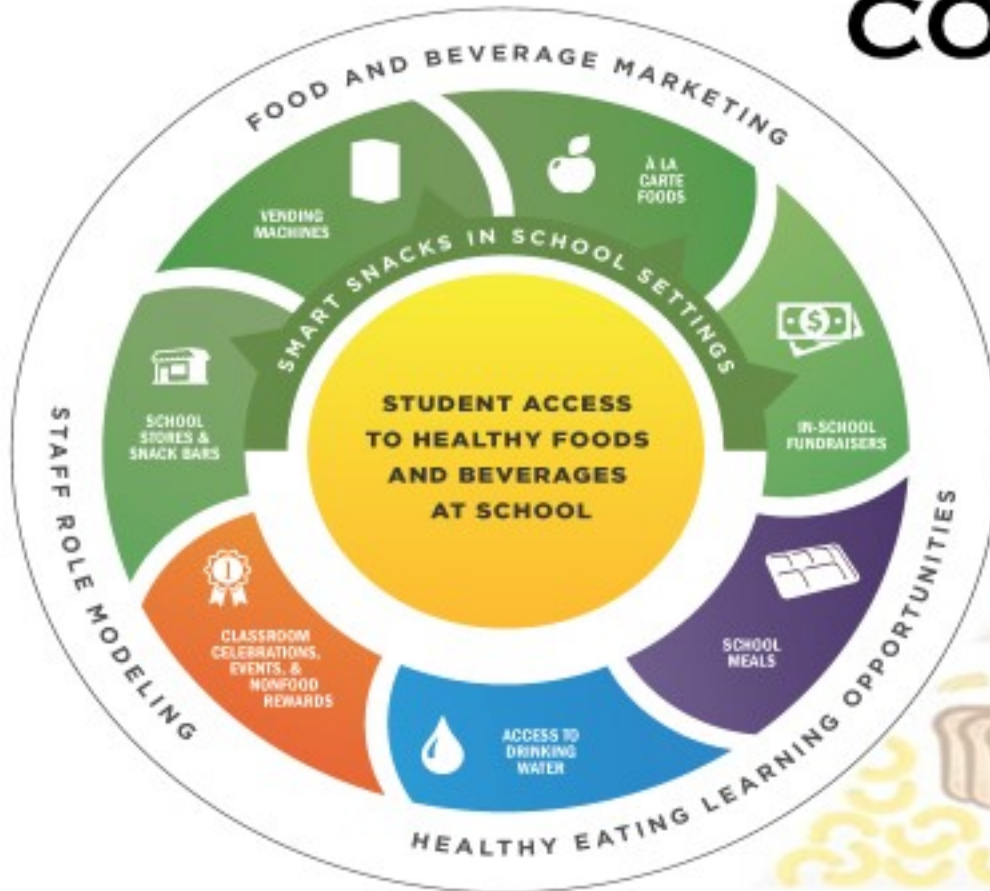 CO
FOOD AND BEVERAGE MARKETING
À LA
CARTE
FOODS
VENDING
MACHINES
SMART SNACKS IN SCHOOL SETTINGS
SCHOOL
STORES &
SNACK BARS
IN-SCHOOL
FUNDRAISERS
STUDENT ACCESS
TO HEALTHY FOODS
AND BEVERAGES
AT SCHOOL
CLASSROOM
CELEBRATIONS,
EVENTS, &
NONFOOD
REWARDS
SCHOOL
MEALS
ACCESS TO
DRINKING
WATER
STAFF ROLE MODELING
HEALTHY EATING LEARNING OPPORTUNITIES